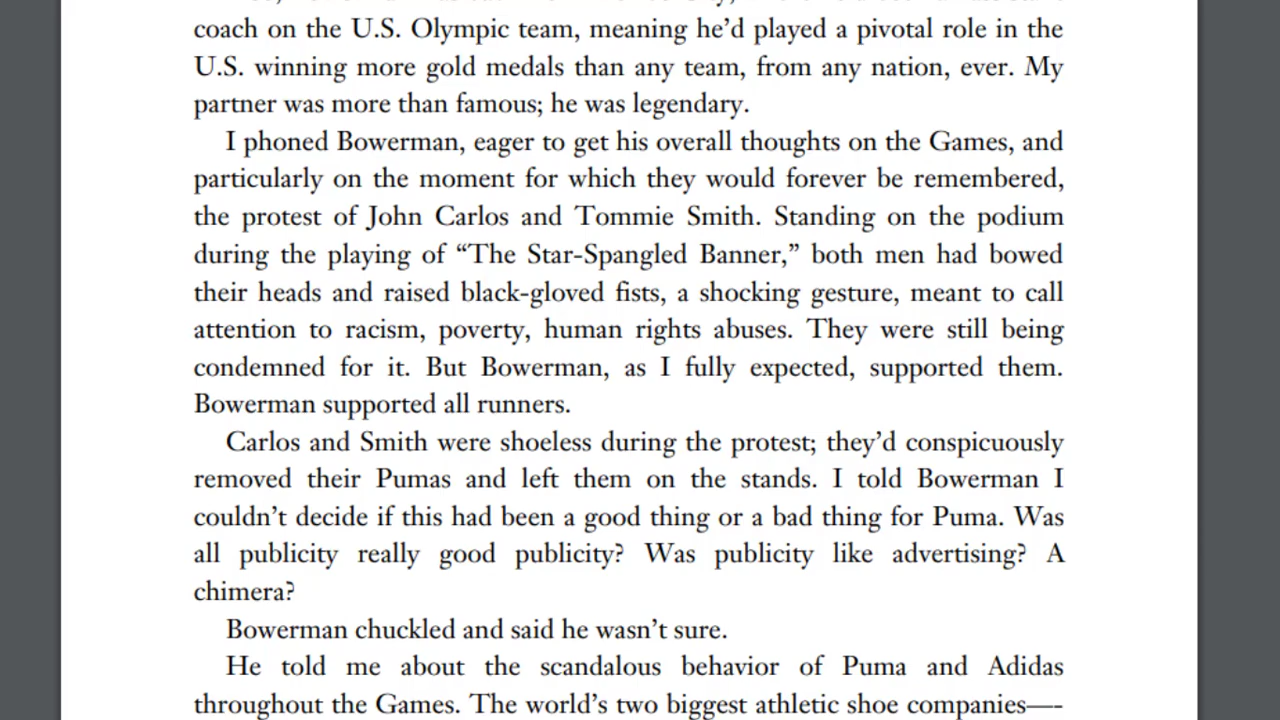 coach on the U.S. Olympic team, meaning he’d played a pivotal role in the
U.S. winning more gold medals than any team, from any nation, ever. My
partner was more than famous; he was legendary.
I phoned Bowerman, eager to get his overall thoughts on the Games, and
particularly on the moment for which they would forever be remembered,
the protest of John Carlos and Tommie Smith. Standing on the podium
during the playing of “The Star-Spangled Banner,” both men had bowed
their heads and raised black-gloved fists, a shocking gesture, meant to call
attention to racism, poverty, human rights abuses. They were still being
condemned for it. But Bowerman, as I fully expected, supported them.
Bowerman supported all runners.
Carlos and Smith were shoeless during the protest; they’d conspicuously
removed their Pumas and left them on the stands. I told Bowerman I
couldn’t decide if this had been a good thing or a bad thing for Puma. Was
all publicity really good publicity? Was publicity like advertising? A
chimera?
Bowerman chuckled and said he wasn’t sure.
He told me about the scandalous behavior of Puma and Adidas
throughout the Games. The world’s two biggest athletic shoe companies—-